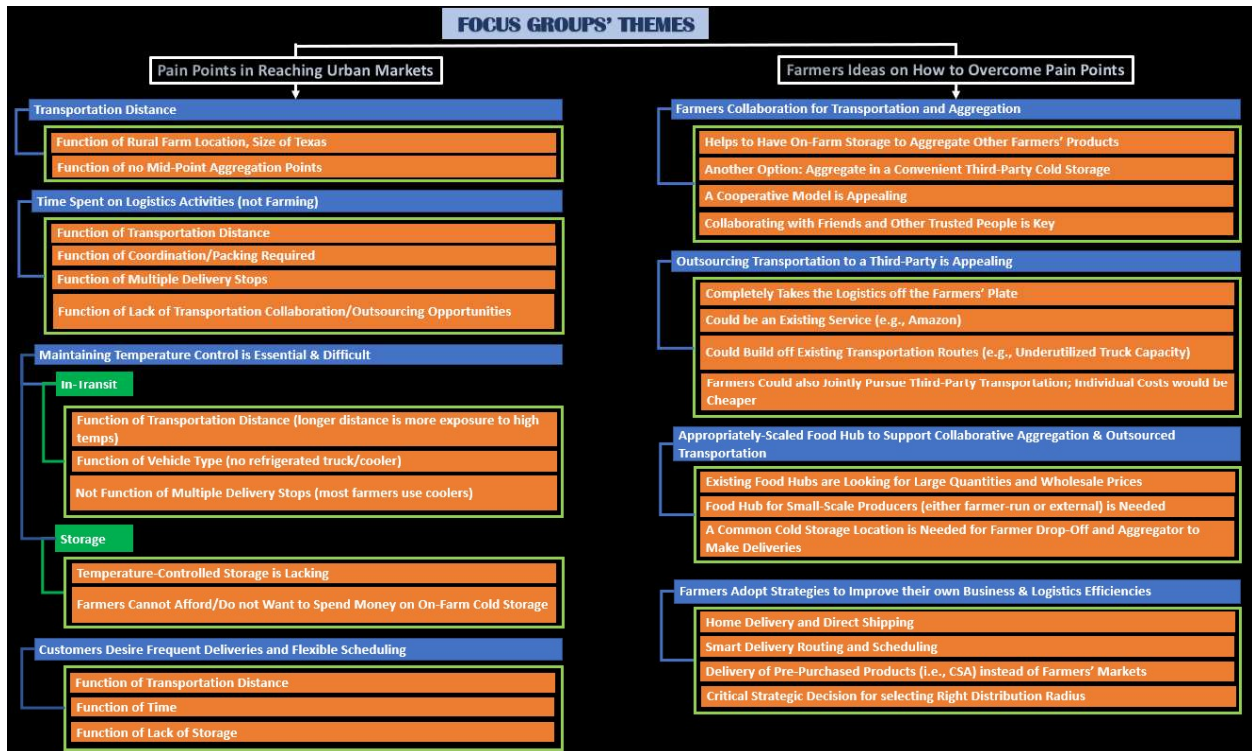 FOCUS GROUPS' THEMES
Pain Points in Reaching Urban Markets
Transportation Distance
Function of Rural Farm Location, Size of Texas
Function of no Mid-Point Aggregation Points
Time Spent on Logistics Activities (not Farming)
Function of Transportation Distance
Function of Coordination/Packing Required
Function of Multiple Delivery Stops
Function of Lack of Transportation Collaboration/Outsourcing Opportunities
Maintaining Temperature Control is Essential & Difficult
In-Transit
Function of Transportation Distance (longer distance is more exposure to high
temps)
Function of Vehicle Type (no refrigerated truck/cooler)
Not Function of Multiple Delivery Stops (most farmers use coolers)
Storage
Temperature-Controlled Storage is Lacking
Farmers Cannot Afford/Do not Want to Spend Money on On-Farm Cold Storage
Customers Desire Frequent Deliveries and Flexible Scheduling
Function of Transportation Distance
Function of Time
Function of Lack of Storage
Farmers Ideas on How to Overcome Pain Points
Farmers Collaboration for Transportation and Aggregation
Helps to Have On-Farm Storage to Aggregate Other Farmers' Products
Another Option: Aggregate in a Convenient Third-Party Cold Storage
A Cooperative Model is Appealing
Collaborating with Friends and Other Trusted People is Key
Outsourcing Transportation to a Third-Party is Appealing
Completely Takes the Logistics off the Farmers' Plate
Could be an Existing Service (e.g., Amazon)
Could Build off Existing Transportation Routes (e.g., Underutilized Truck Capacity)
Farmers Could also Jointly Pursue Third-Party Transportation; Individual Costs would be
Cheaper
Appropriately-Scaled Food Hub to Support Collaborative Aggregation & Outsourced
Transportation
Existing Food Hubs are Looking for Large Quantities and Wholesale Prices
Food Hub for Small-Scale Producers (either farmer-run or external) is Needed
A Common Cold Storage Location is Needed for Farmer Drop-Off and Aggregator to
Make Deliveries
Farmers Adopt Strategies to Improve their own Business & Logistics Efficiencies
Home Delivery and Direct Shipping
Smart Delivery Routing and Scheduling
Delivery of Pre-Purchased Products (i.e., CSA) instead of Farmers' Markets
Critical Strategic Decision for selecting Right Distribution Radius